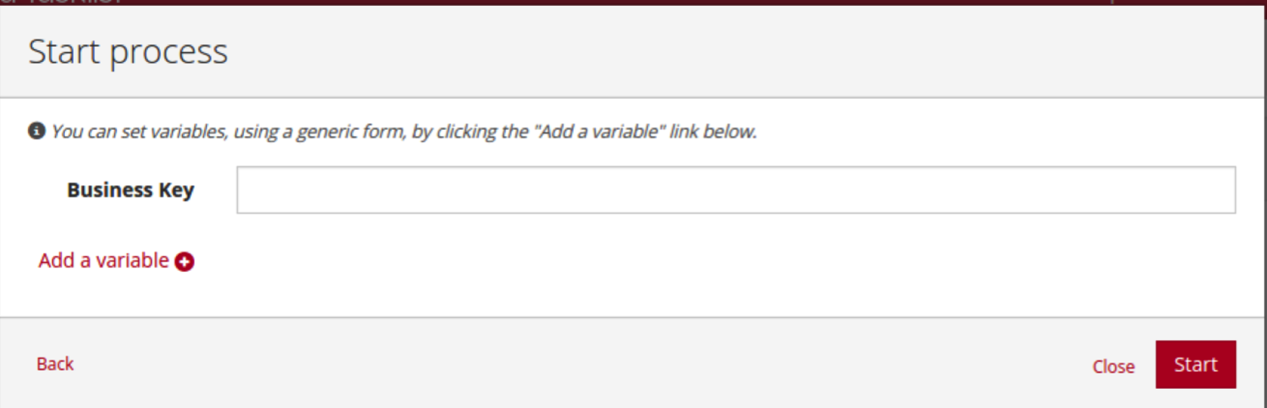 Start process
You can set variables, using a generic form, by clicking the "Add a variable" link below.
Business Key
Add a variable
Back
Close
Start